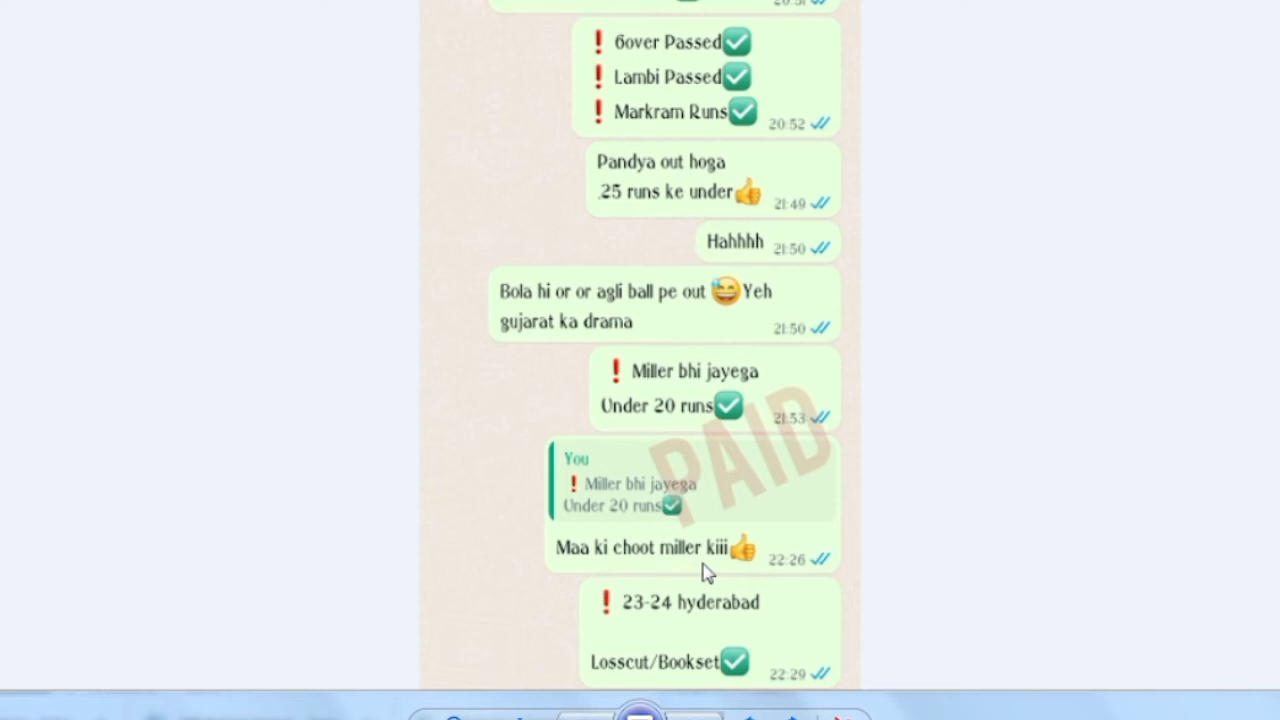 20:51
❗ 6over Passed✅
❗ Lambi Passed✅
❗ Markram Runs✅
20:52
Pandya out hoga
.25 runs ke under👍
21:49
Hahhhh
21:50
Bola hi or or agli ball pe out 😅Yeh
gujarat ka drama
21:50
❗ Miller bhi jayega
Under 20 runs✅
21:53
PAID
You
❗ Miller bhi jayega
Under 20 runs✅
Maa ki choot miller kiii👍
22:26
❗ 23-24 hyderabad
Losscut/Bookset✅
22:29